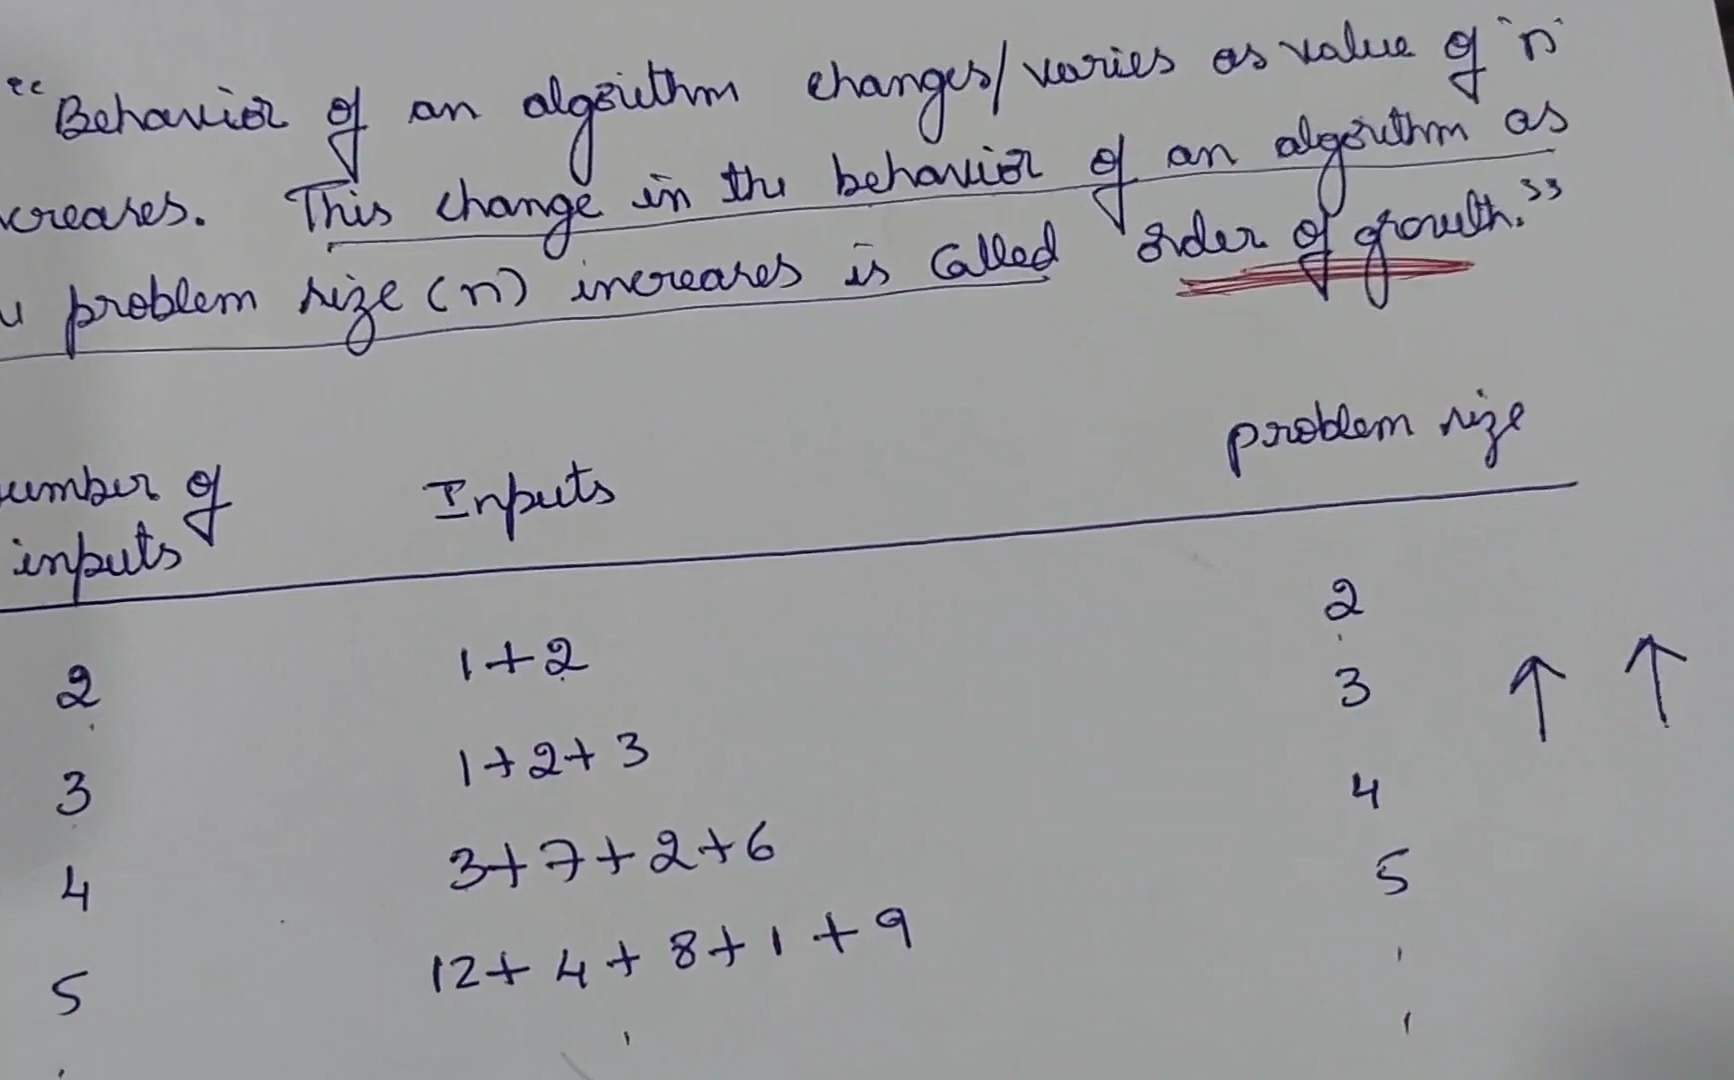 “Behavior of an algorithm changes/varies as value of "n"
creases. This change in the behavior of an algorithm as
problem size (n) increases is called 'order of growth.”
umber of inputs Inputs problem size
2 1+2 2
3 1+2+3 3 ↑ ↑
4 3+7+2+6 4
5 12+4+8+1+9 5